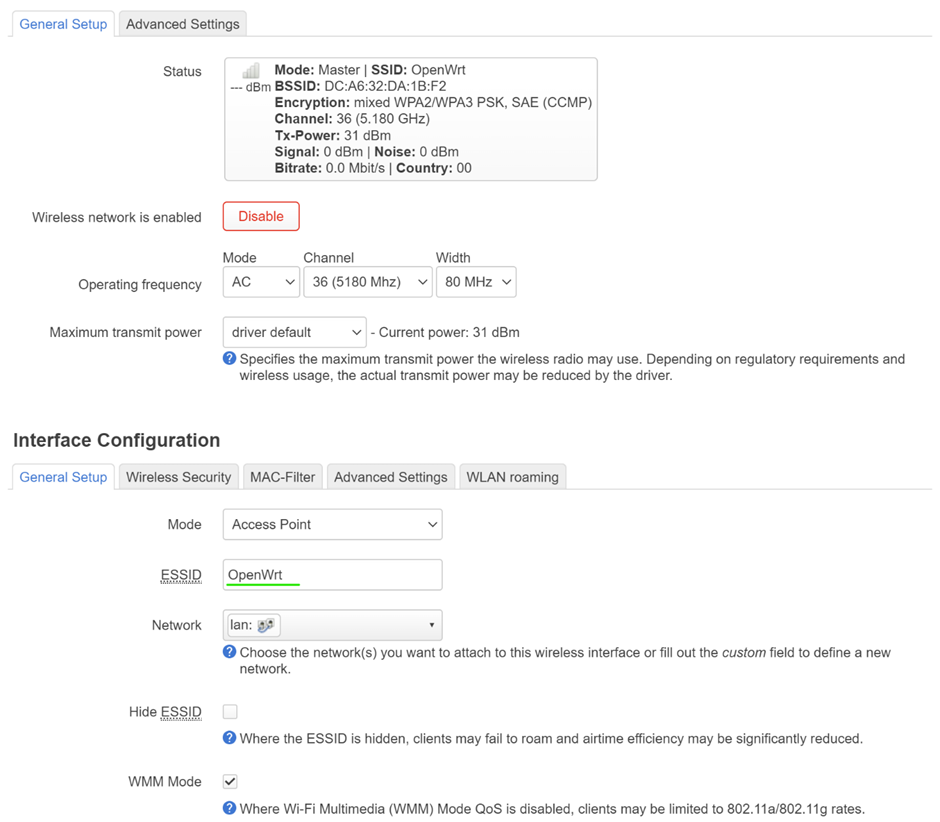 General Setup Advanced Settings
Status
Mode: Master | SSID: OpenWrt
--- dBm BSSID: DC:A6:32:DA:1B:F2
Encryption: mixed WPA2/WPA3 PSK, SAE (CCMP)
Channel: 36 (5.180 GHz)
Tx-Power: 31 dBm
Signal: 0 dBm | Noise: 0 dBm
Bitrate: 0.0 Mbit/s | Country: 00
Wireless network is enabled Disable
Mode Channel Width
Operating frequency AC 36 (5180 Mhz) 80 MHz
Maximum transmit power driver default - Current power: 31 dBm
Specifies the maximum transmit power the wireless radio may use. Depending on regulatory requirements and
wireless usage, the actual transmit power may be reduced by the driver.
Interface Configuration
General Setup Wireless Security MAC-Filter Advanced Settings WLAN roaming
Mode Access Point
ESSID OpenWrt
Network lan:
Choose the network(s) you want to attach to this wireless interface or fill out the custom field to define a new
network.
Hide ESSID
Where the ESSID is hidden, clients may fail to roam and airtime efficiency may be significantly reduced.
WMM Mode
Where Wi-Fi Multimedia (WMM) Mode QoS is disabled, clients may be limited to 802.11a/802.11g rates.